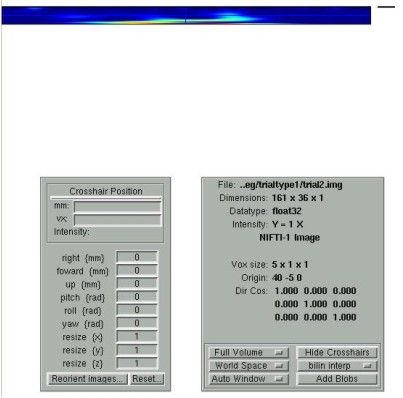 Crosshair Position
mm:
vx:
Intensity:
right {mm} 0
foward {mm} 0
up {mm} 0
pitch {rad} 0
roll {rad} 0
yaw {rad} 0
resize {x} 1
resize {y} 1
resize {z} 1
Reorient images... Reset...
File: ..eg/trialtype1/trial2.img
Dimensions: 161 x 36 x 1
Datatype: float32
Intensity: Y = 1 X
NIFTI-1 Image
Vox size: 5 x 1 x 1
Origin: 40 -5 0
Dir Cos: 1.000 0.000 0.000
0.000 1.000 0.000
0.000 0.000 1.000
Full Volume Hide Crosshairs
World Space bilin interp
Auto Window Add Blobs